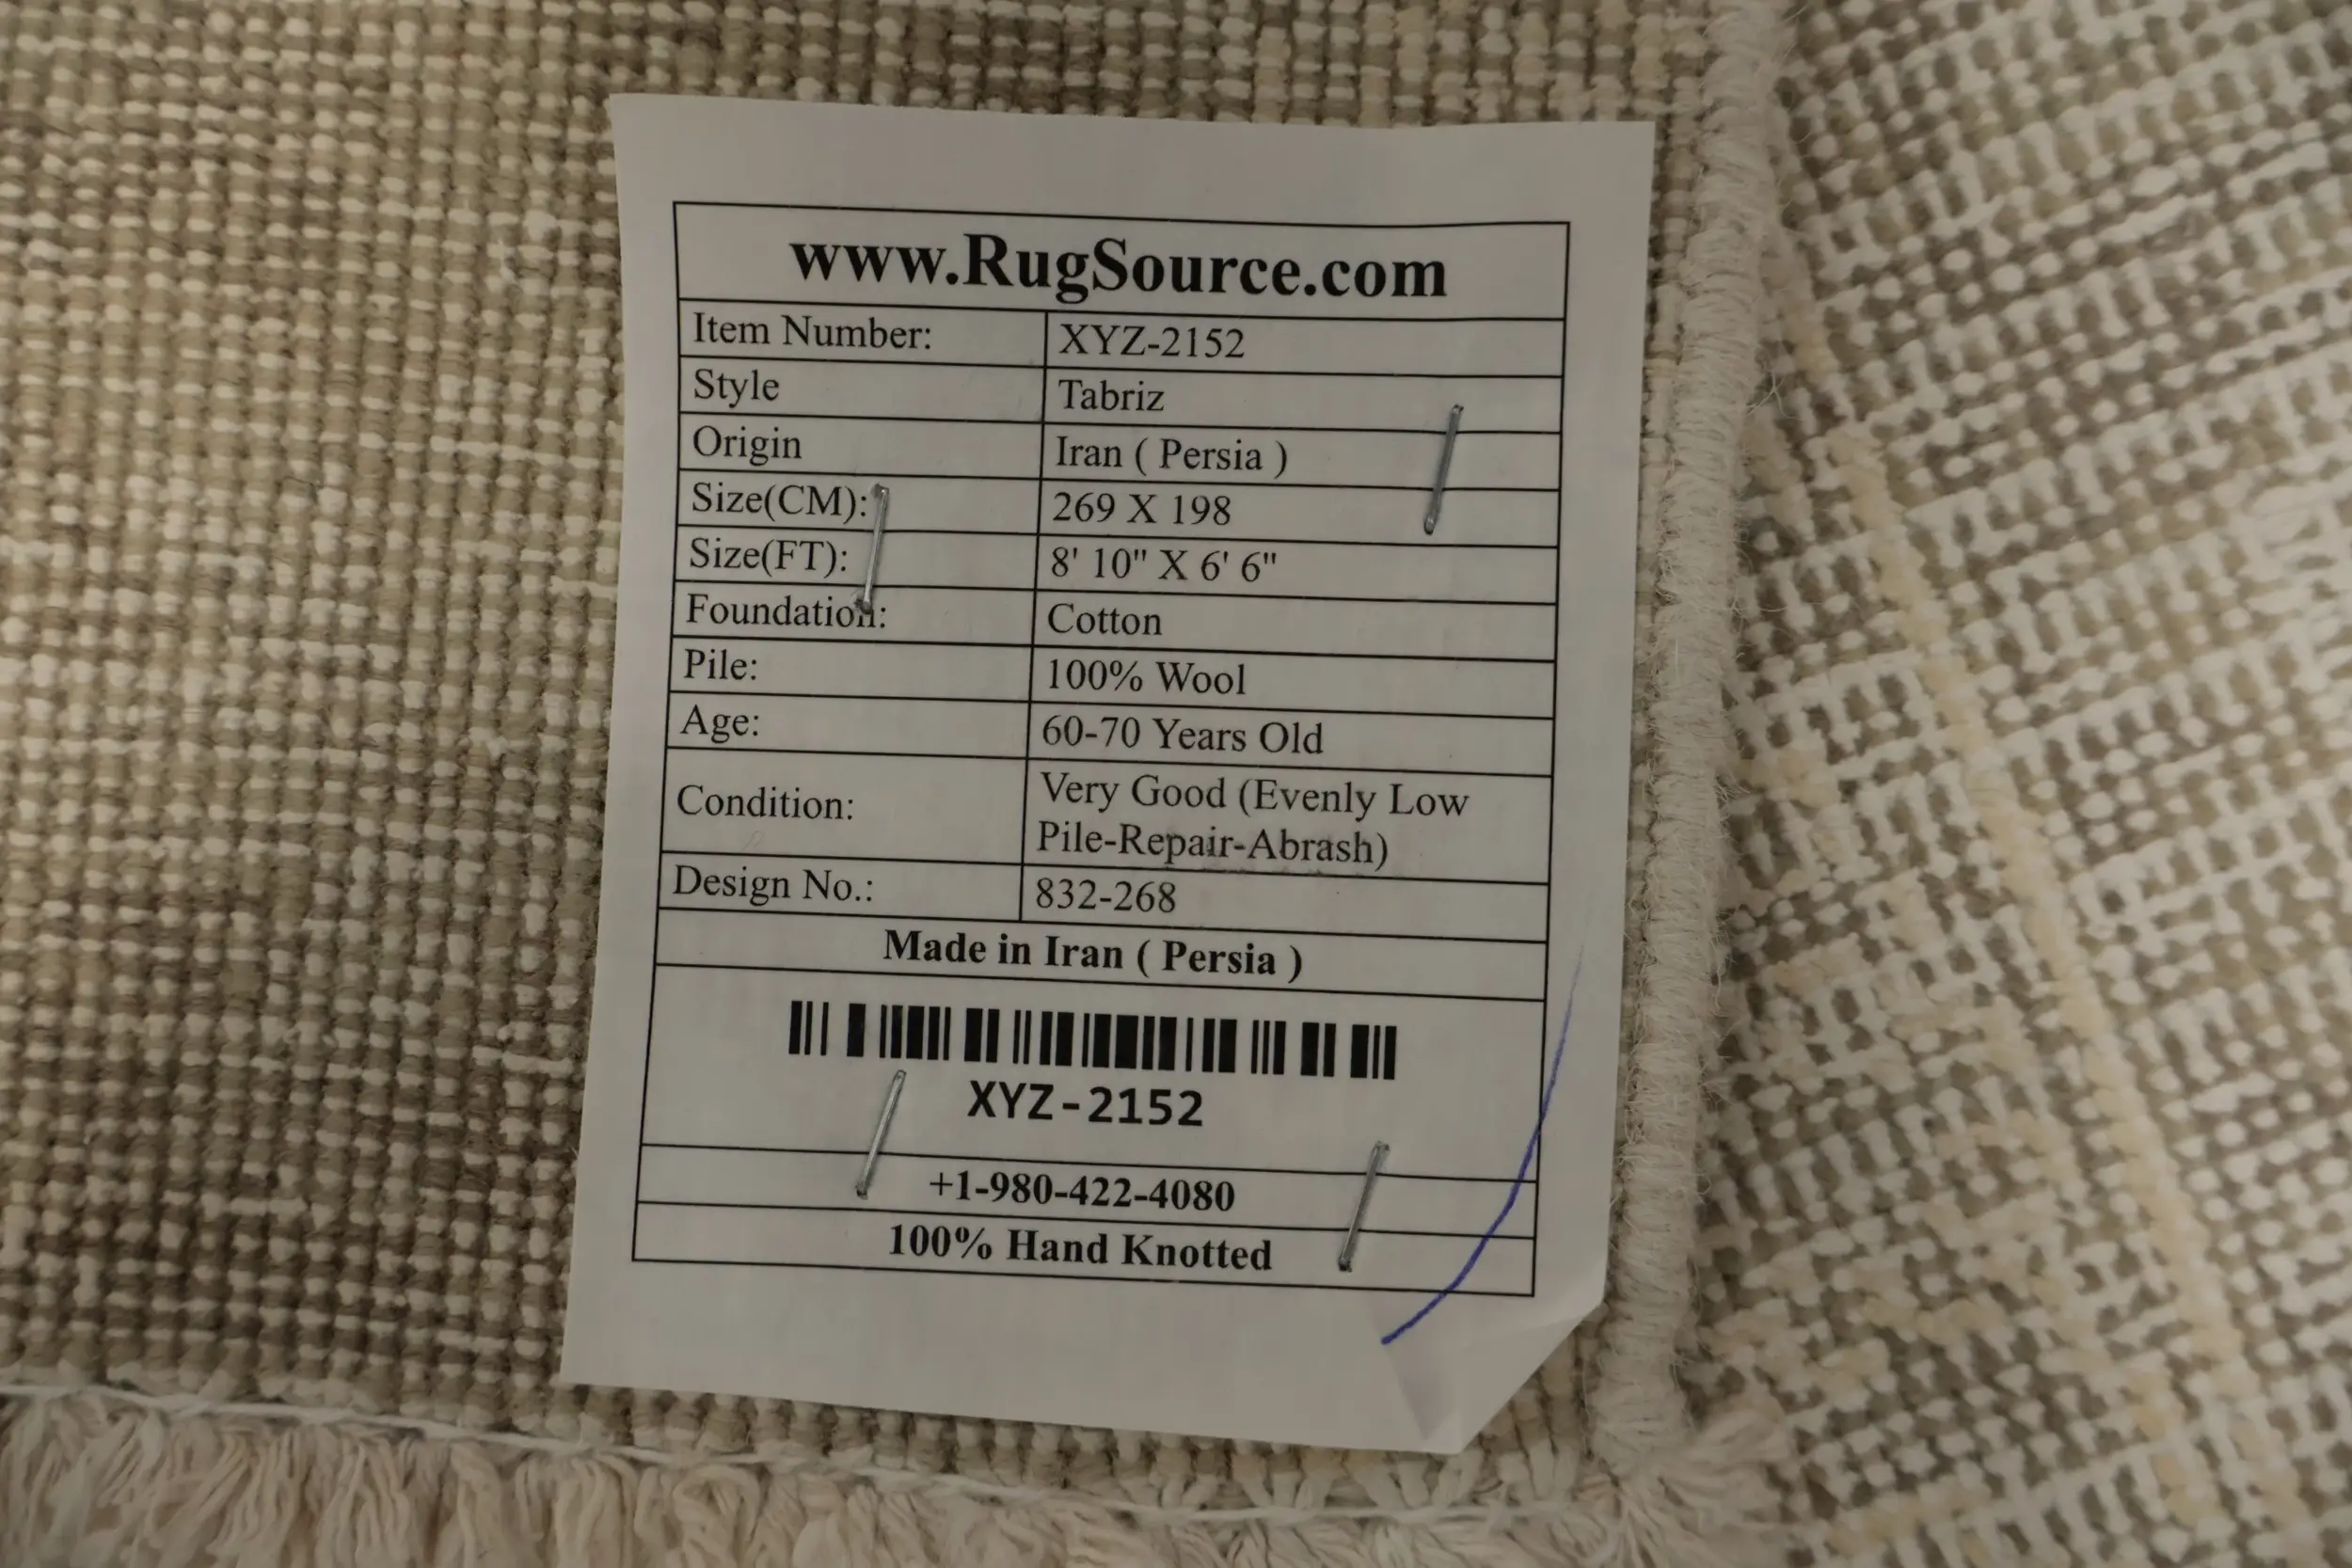 www.RugSource.com
Item Number: XYZ-2152
Style Tabriz
Origin Iran ( Persia )
Size(CM): 269 X 198
Size(FT): 8' 10" X 6' 6"
Foundation: Cotton
Pile: 100% Wool
Age: 60-70 Years Old
Condition: Very Good (Evenly Low
Pile-Repair-Abrash)
Design No.: 832-268
Made in Iran ( Persia )
XYZ-2152
+1-980-422-4080
100% Hand Knotted